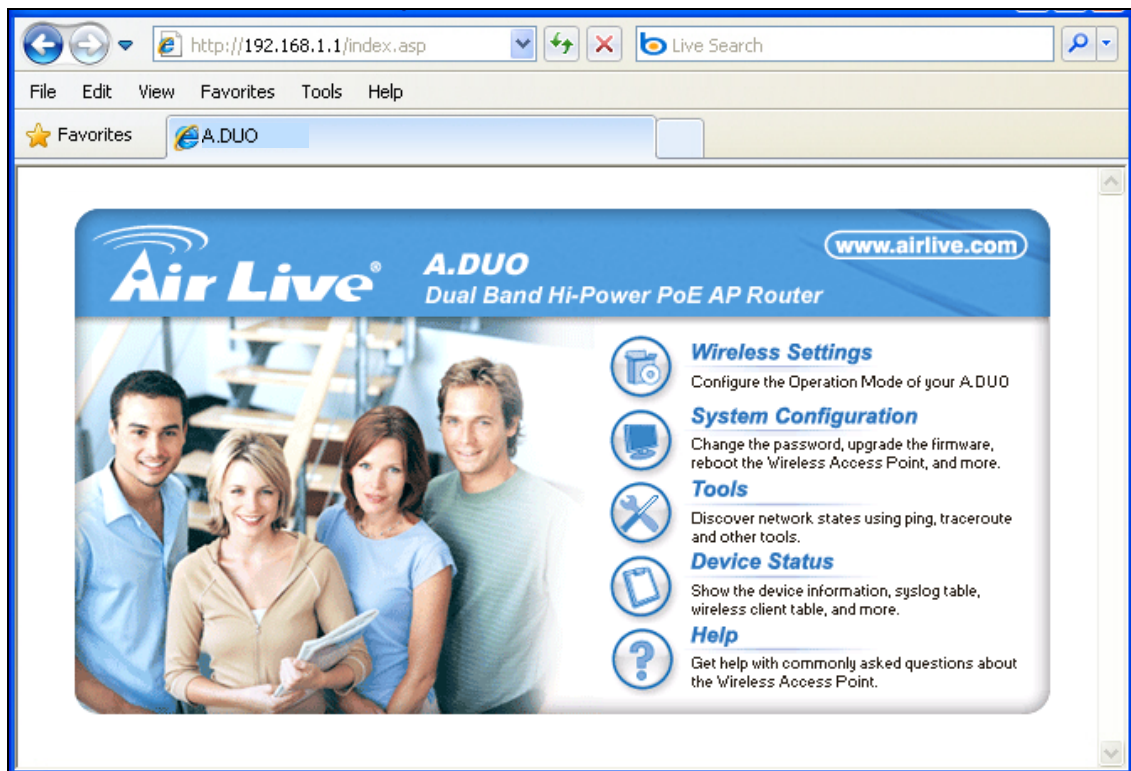 http://192.168.1.1/index.asp
Live Search
File Edit View Favorites Tools Help
Favorites
A.DUO
Air Live®
A.DUO
Dual Band Hi-Power PoE AP Router
www.airlive.com
Wireless Settings
Configure the Operation Mode of your A.DUO
System Configuration
Change the password, upgrade the firmware,
reboot the Wireless Access Point, and more.
Tools
Discover network states using ping, traceroute
and other tools.
Device Status
Show the device information, syslog table,
wireless client table, and more.
Help
Get help with commonly asked questions about
the Wireless Access Point.